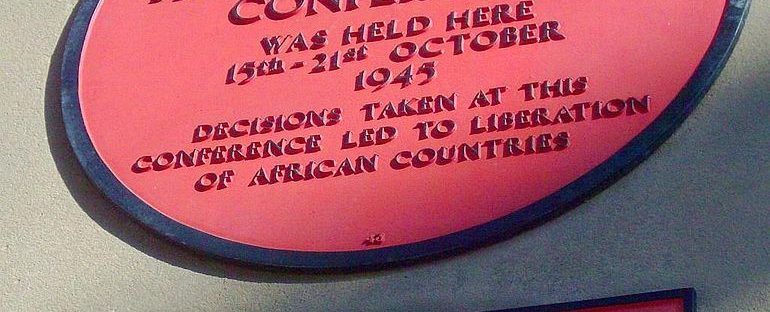 CONFERENCE
WAS HELD HERE
15th - 21st OCTOBER
1945
DECISIONS TAKEN AT THIS
CONFERENCE LED TO LIBERATION
OF AFRICAN COUNTRIES